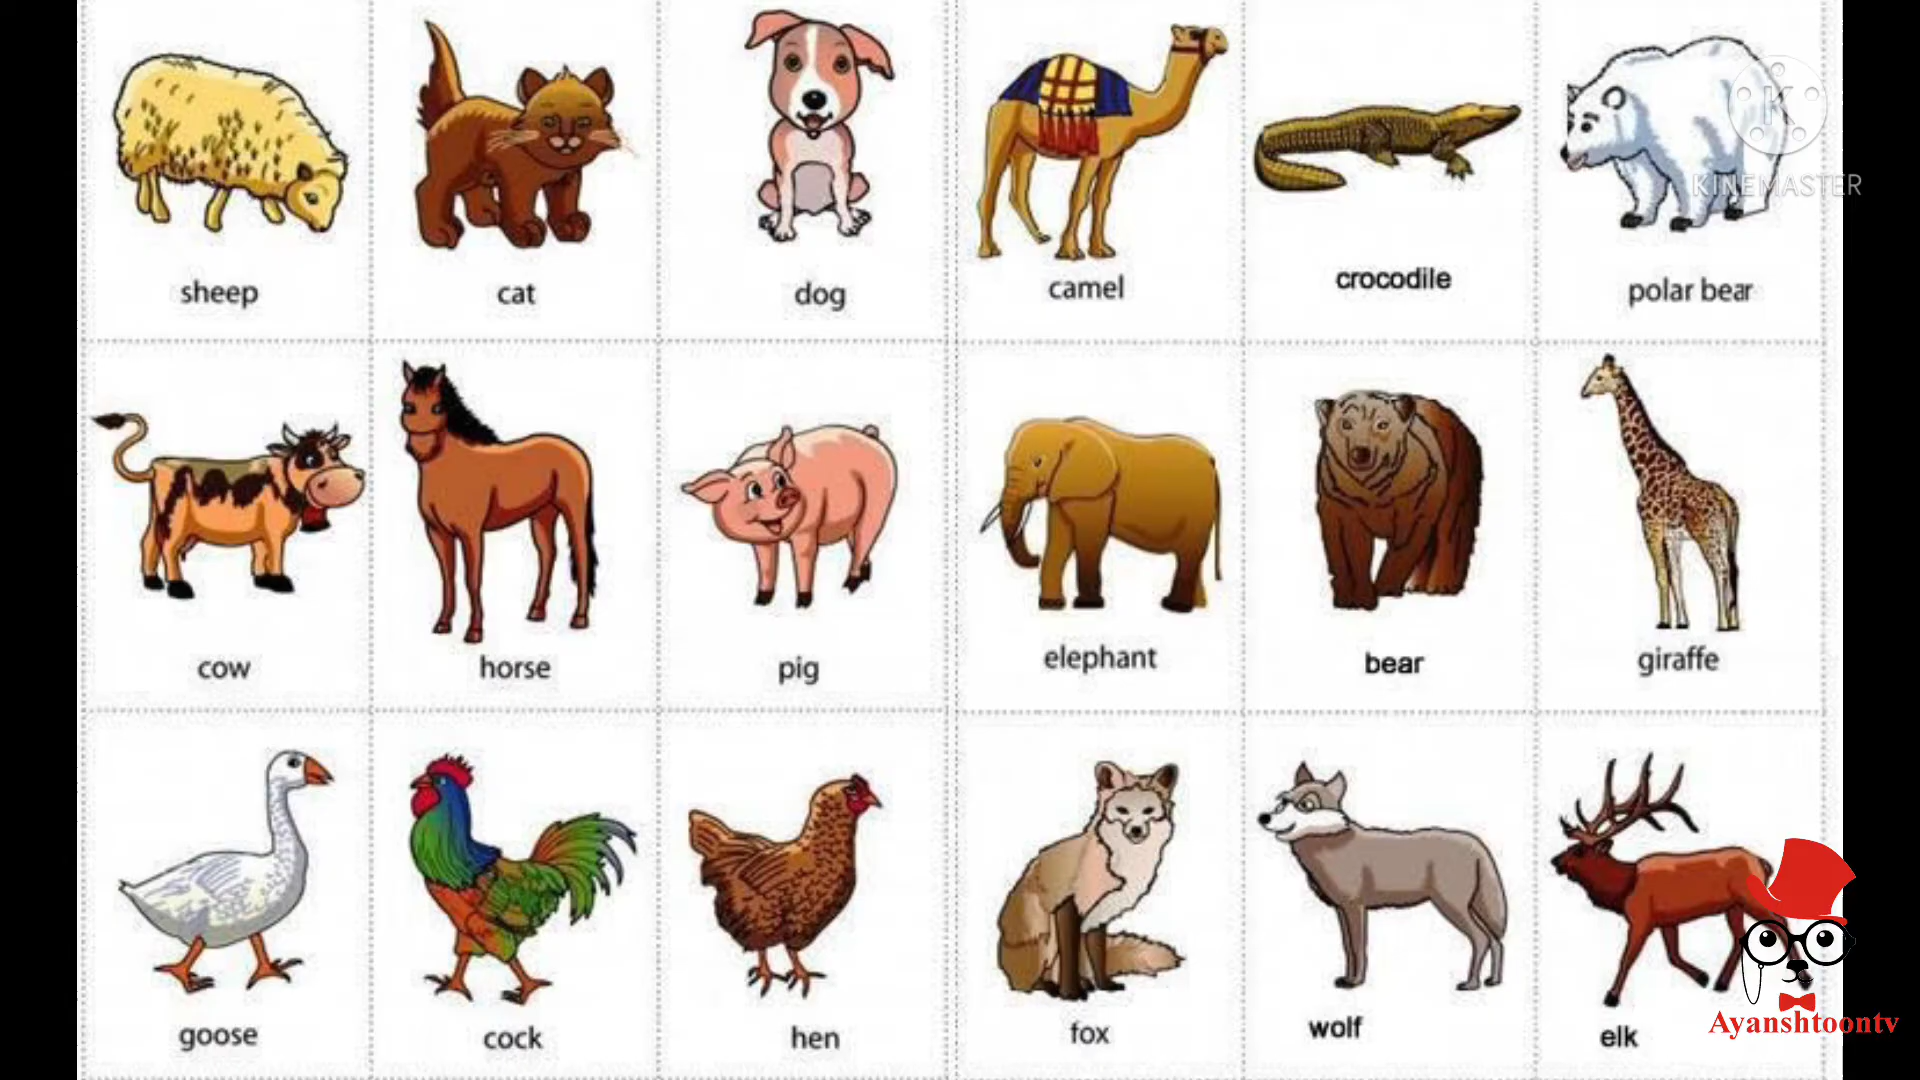 KINEMASTER
sheep
cat
dog
camel
crocodile
polar bear
cow
horse
pig
elephant
bear
giraffe
goose
cock
hen
fox
wolf
elk
Ayanshtoontv